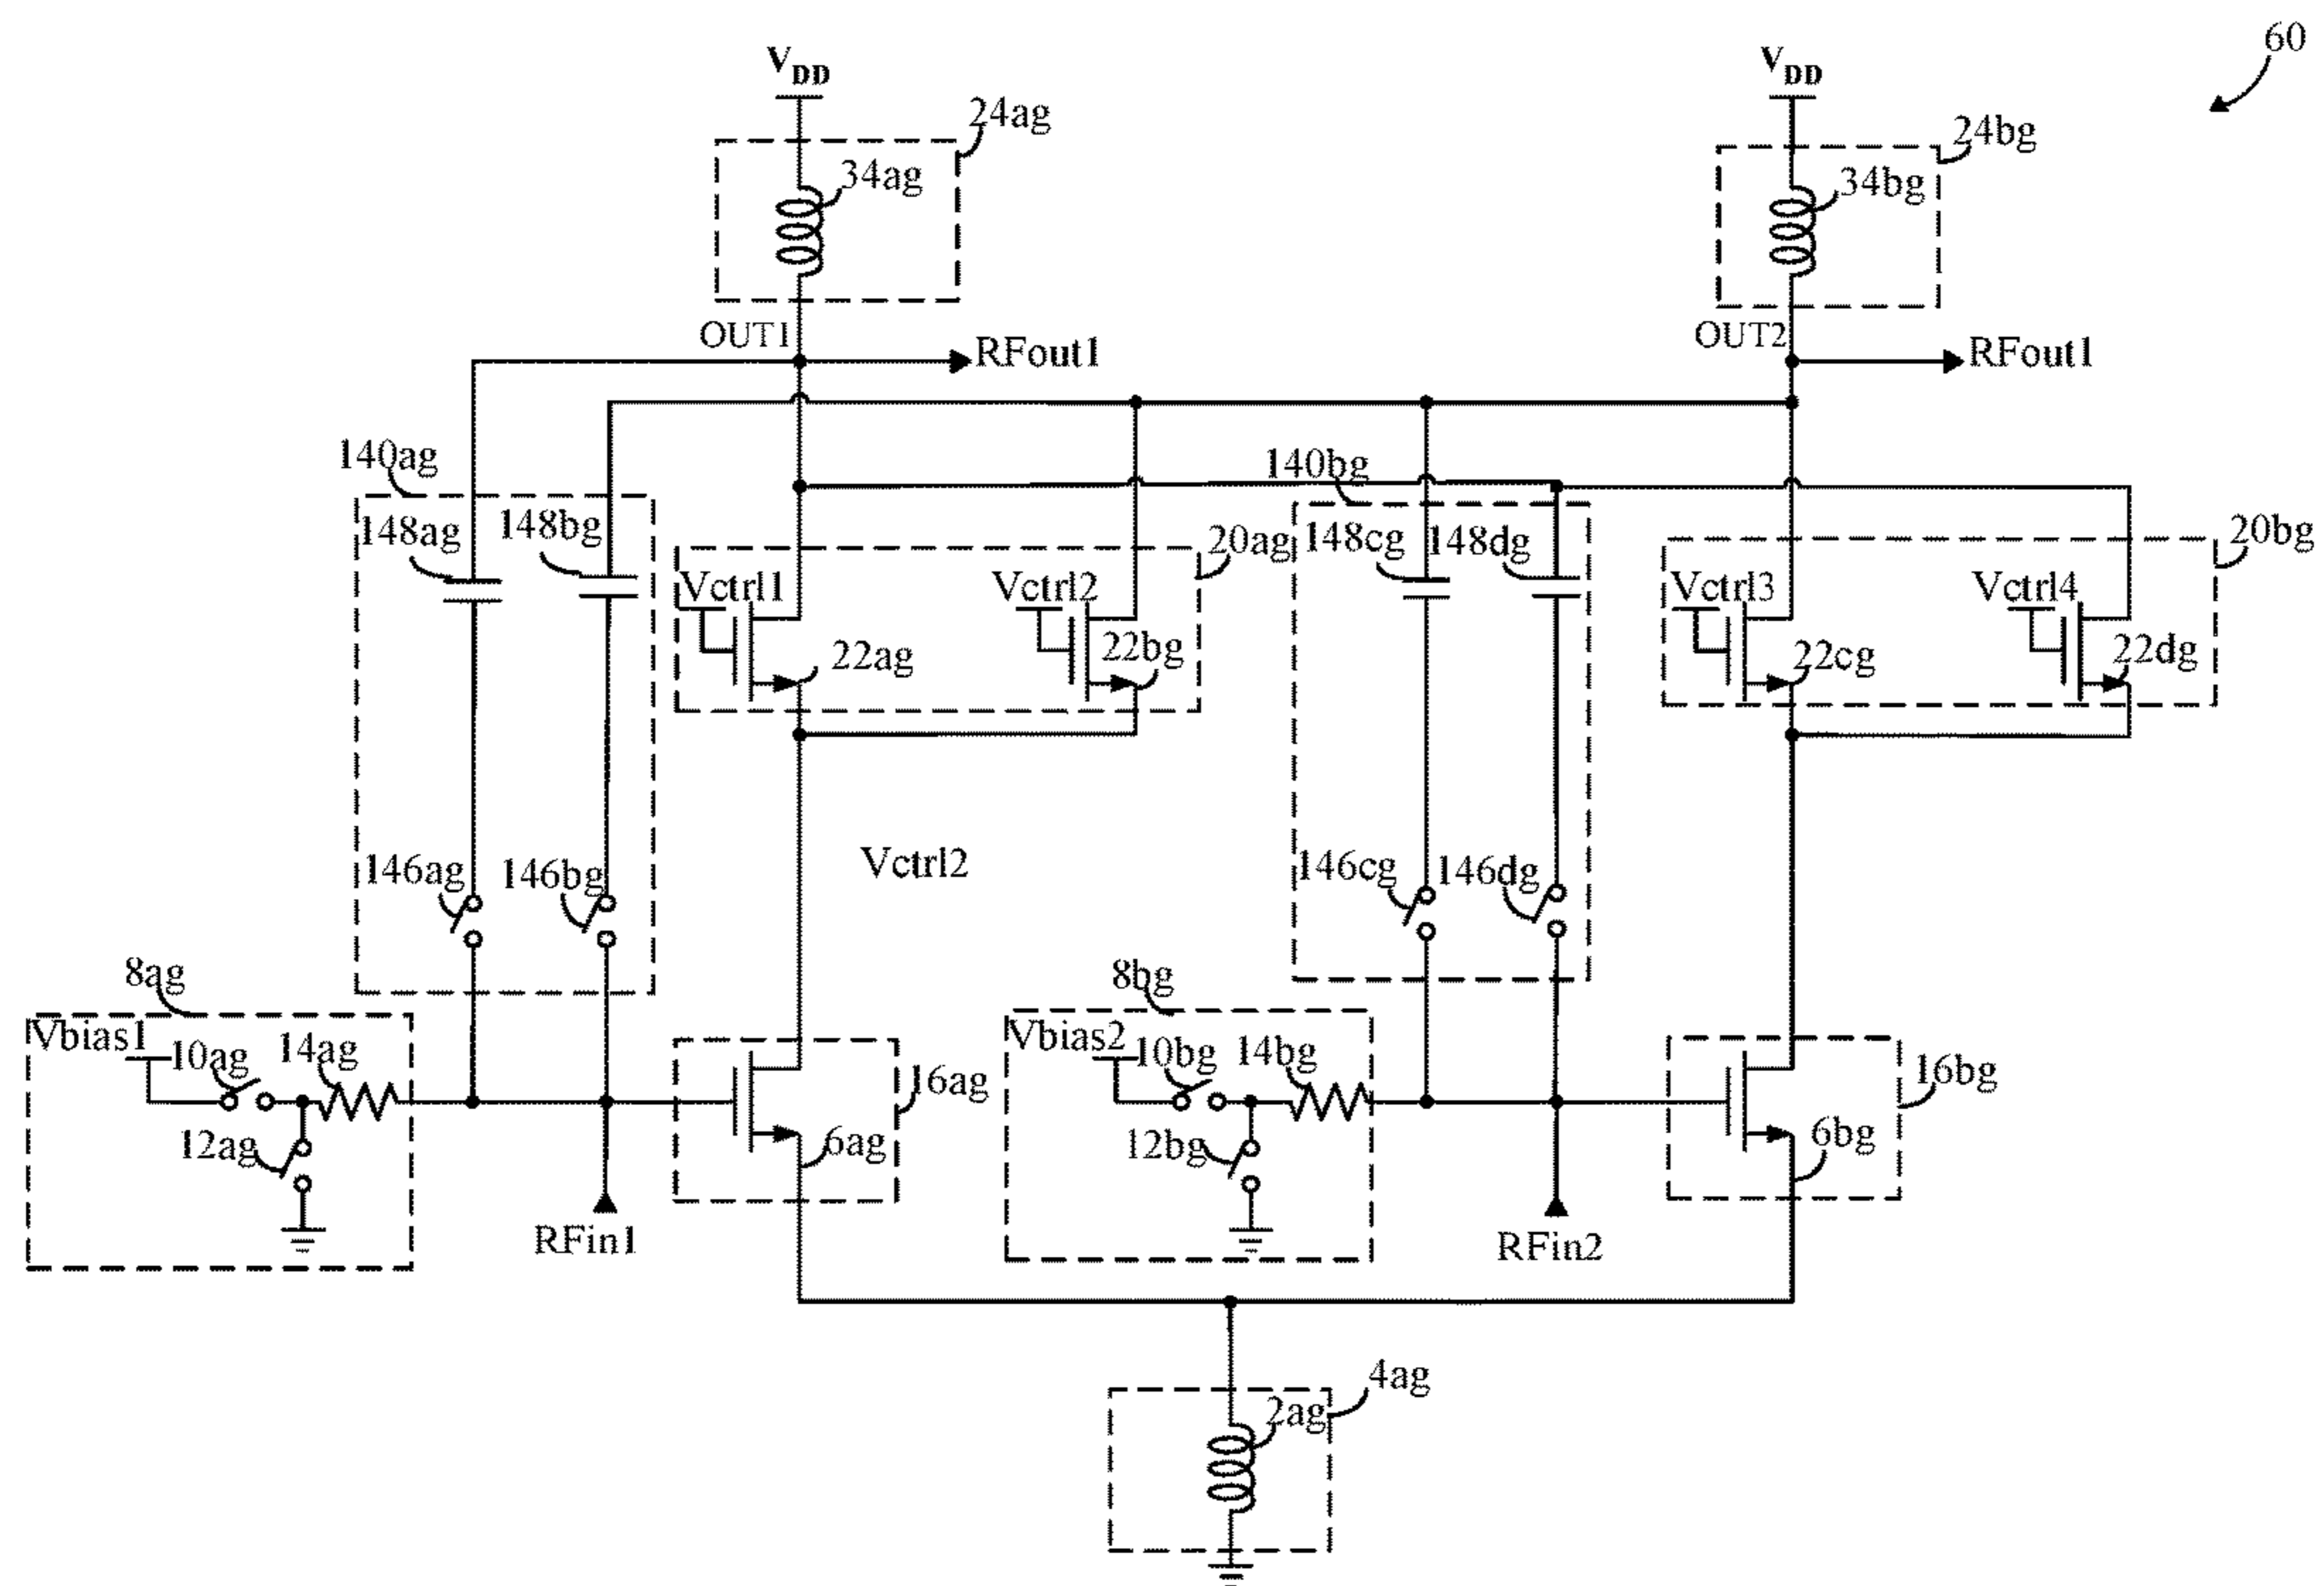 60
VDD
VDD
24ag
24bg
34ag
34bg
OUT1
RFout1
OUT2
RFout1
140ag
140bg
148ag
148bg
20ag
148cg
148dg
20bg
Vctrl1
Vctrl2
Vctrl3
Vctrl4
22ag
22bg
22cg
22dg
146ag
146bg
Vctrl2
146cg
146dg
8ag
8bg
Vbias1
10ag
14ag
Vbias2
10bg
14bg
16ag
16bg
12ag
6ag
12bg
6bg
RFin1
RFin2
4ag
2ag